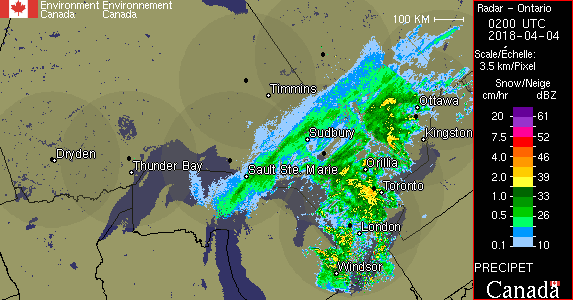 Environment Environnement
Canada Canada
100 KM
Timmins
Ottawa
Sudbury
Kingston
Dryden
Thunder Bay
Sault Ste. Marie
Orillia
Toronto
London
Windsor
Radar - Ontario
0200 UTC
2018-04-04
Scale/Échelle:
3.5 km/Pixel
Snow/Neige
cm/hr dBZ
20 61
7.5 52
4.0 46
2.0 39
1.0 33
0.5 26
0.1 10
PRECIPET
Canada